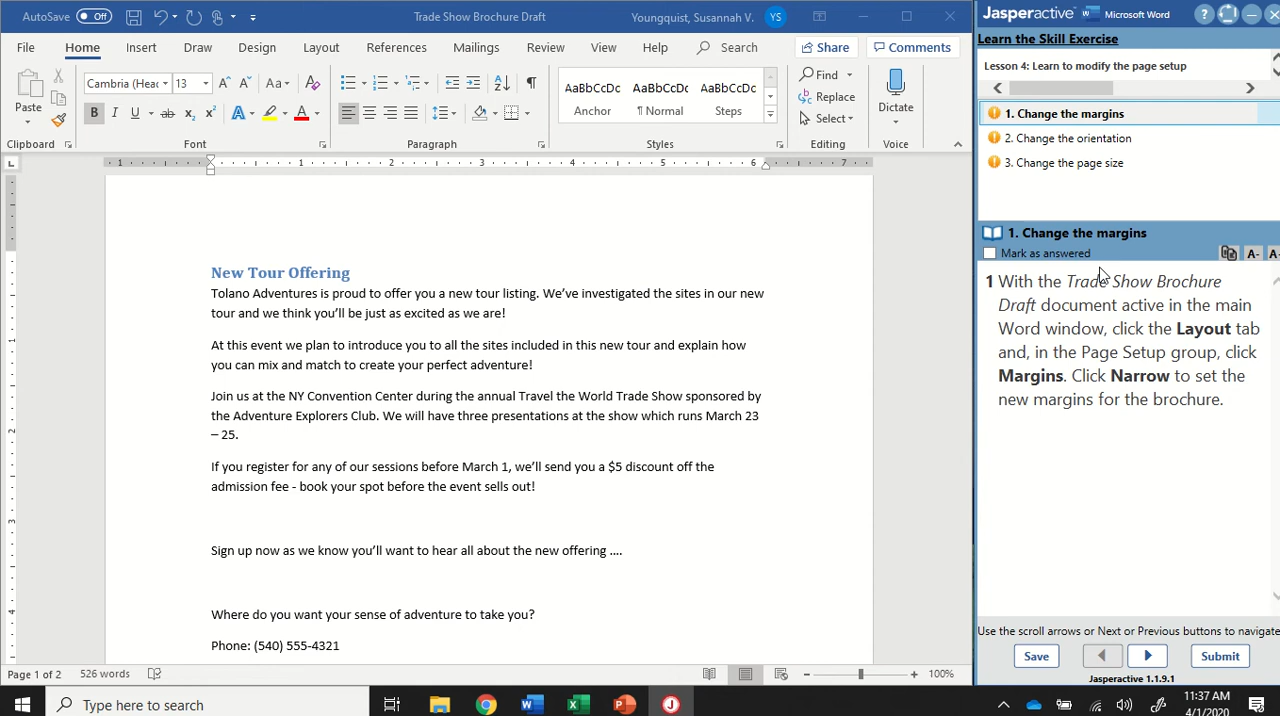 AutoSave Off
Trade Show Brochure Draft
Youngquist, Susannah V. YS
File Home Insert Draw Design Layout References Mailings Review View Help Search Share Comments
Paste
Clipboard
Cambria (Heac 13
Aa
B I U ab x₂ x² A A
Font
Paragraph
AaBbCcDc AaBbCcDc AaBbCcDc
Anchor ¶ Normal Steps
Styles
Find
Replace
Select
Editing
Dictate
Voice
1 1 2 3 4 5 6 7
New Tour Offering
Tolano Adventures is proud to offer you a new tour listing. We’ve investigated the sites in our new
tour and we think you’ll be just as excited as we are!
At this event we plan to introduce you to all the sites included in this new tour and explain how
you can mix and match to create your perfect adventure!
Join us at the NY Convention Center during the annual Travel the World Trade Show sponsored by
the Adventure Explorers Club. We will have three presentations at the show which runs March 23
– 25.
If you register for any of our sessions before March 1, we’ll send you a $5 discount off the
admission fee - book your spot before the event sells out!
Sign up now as we know you’ll want to hear all about the new offering ....
Where do you want your sense of adventure to take you?
Phone: (540) 555-4321
1
2
3
4
Page 1 of 2 526 words
100%
Jasperactive™ Microsoft Word
Learn the Skill Exercise
Lesson 4: Learn to modify the page setup
1. Change the margins
2. Change the orientation
3. Change the page size
1. Change the margins
Mark as answered
A- A
1 With the Trade Show Brochure
Draft document active in the main
Word window, click the Layout tab
and, in the Page Setup group, click
Margins. Click Narrow to set the
new margins for the brochure.
Use the scroll arrows or Next or Previous buttons to navigate
Save Submit
Jasperactive 1.1.9.1
Type here to search
11:37 AM
4/1/2020